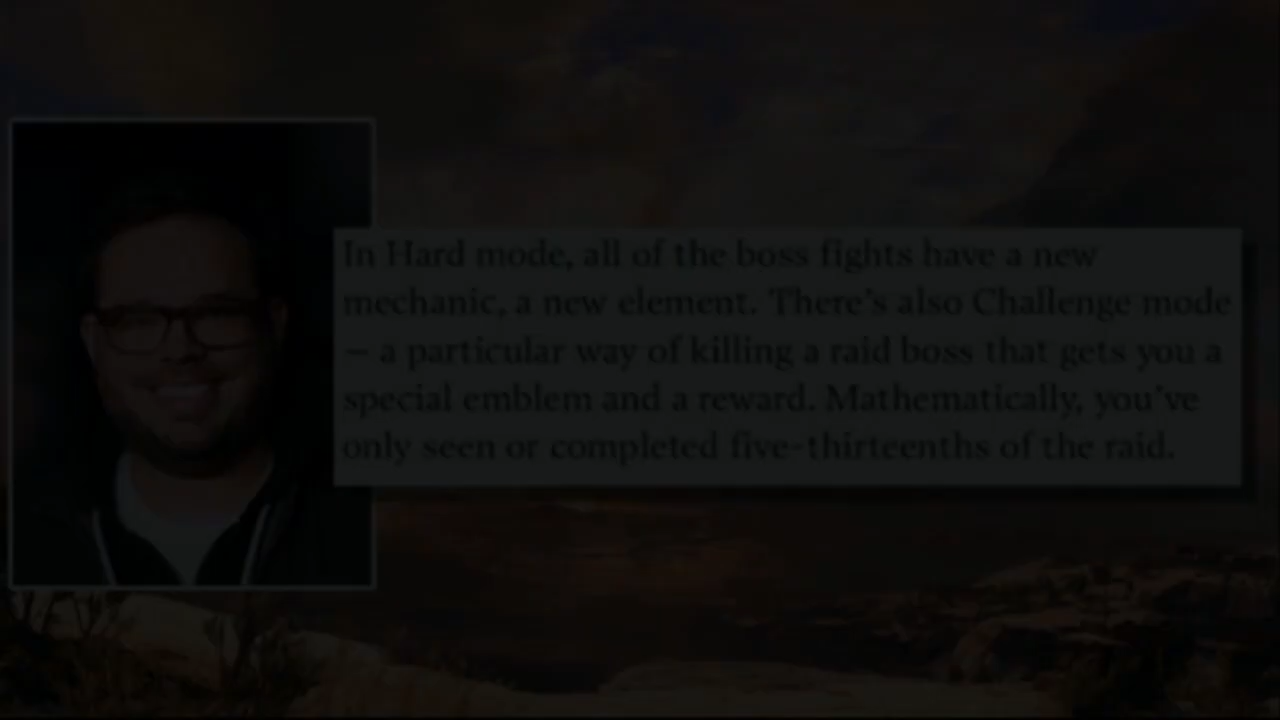 In Hard mode, all of the boss fights have a new
mechanic, a new element. There's also Challenge mode
– a particular way of killing a raid boss that gets you a
special emblem and a reward. Mathematically, you've
only seen or completed five-thirteenths of the raid.